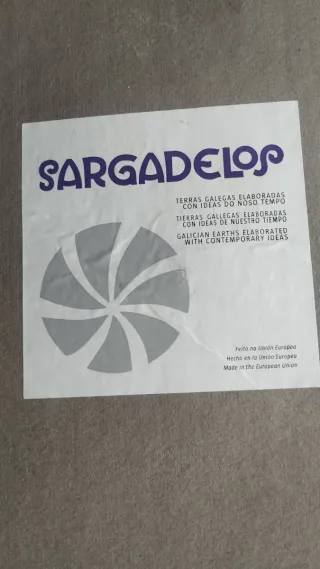 SARGADELOS
TERRAS GALEGAS ELABORADAS
CON IDEAS DO NOSO TEMPO
TIERRAS GALLEGAS ELABORADAS
CON IDEAS DE NUESTRO TIEMPO
GALICIAN EARTHS ELABORATED
WITH CONTEMPORARY IDEAS
Feito na Unión Europea
Hecho en la Unión Europea
Made in the European Union